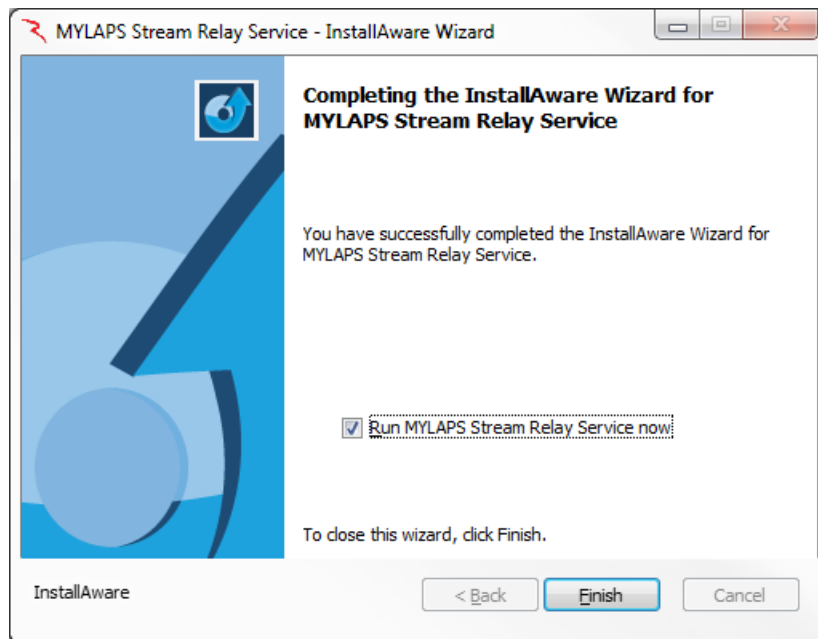 MYLAPS Stream Relay Service - InstallAware Wizard
Completing the InstallAware Wizard for
MYLAPS Stream Relay Service
You have successfully completed the InstallAware Wizard for
MYLAPS Stream Relay Service.
Run MYLAPS Stream Relay Service now
To close this wizard, click Finish.
InstallAware
< Back
Finish
Cancel